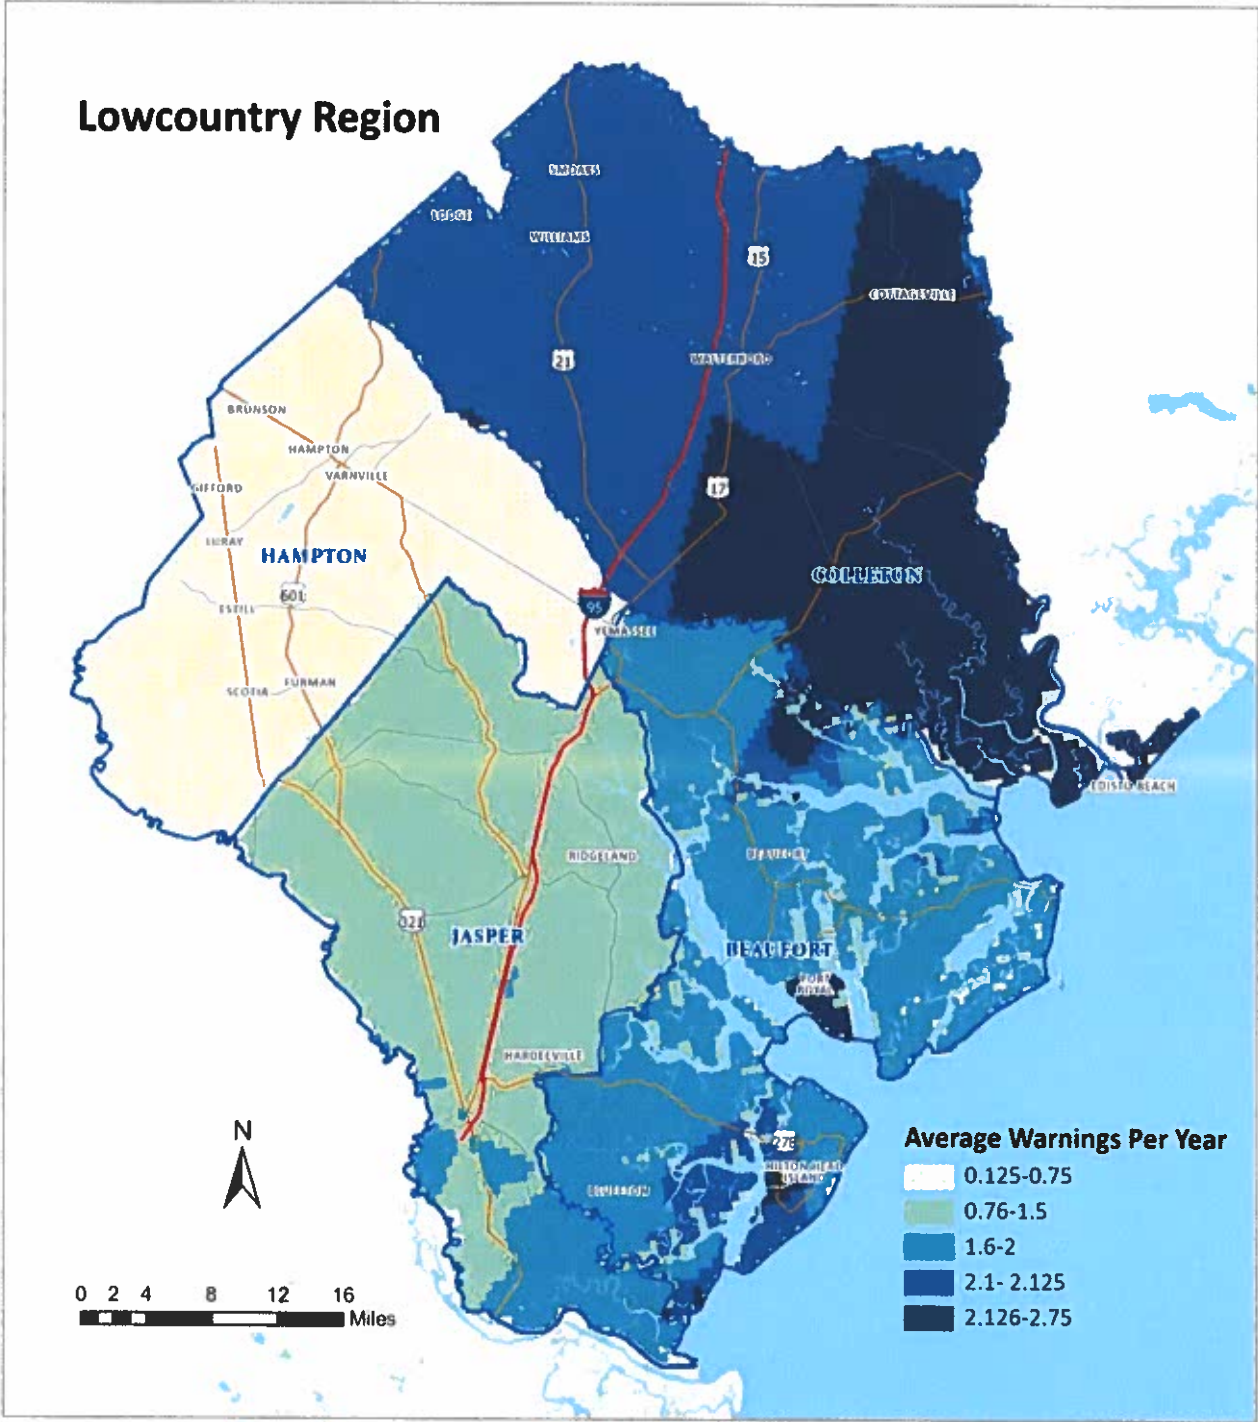 Lowcountry Region
SMOAKS
LODGE
WILLIAMS
15
COTTAGEVILLE
21
WALTERBORO
BRUNSON
HAMPTON
VARNVILLE
GIFFORD
17
LURAY
HAMPTON
COLLETON
601
ESTILL
95
YEMASSEE
SCOTIA
FURMAN
EDISTO BEACH
RIDGELAND
BEAUFORT
321
JASPER
BEAUFORT
PORT
ROYAL
HARDEEVILLE
N
278
HILTON HEAD
ISLAND
BLUFFTON
Average Warnings Per Year
0.125-0.75
0.76-1.5
1.6-2
2.1- 2.125
2.126-2.75
0 2 4 8 12 16
Miles